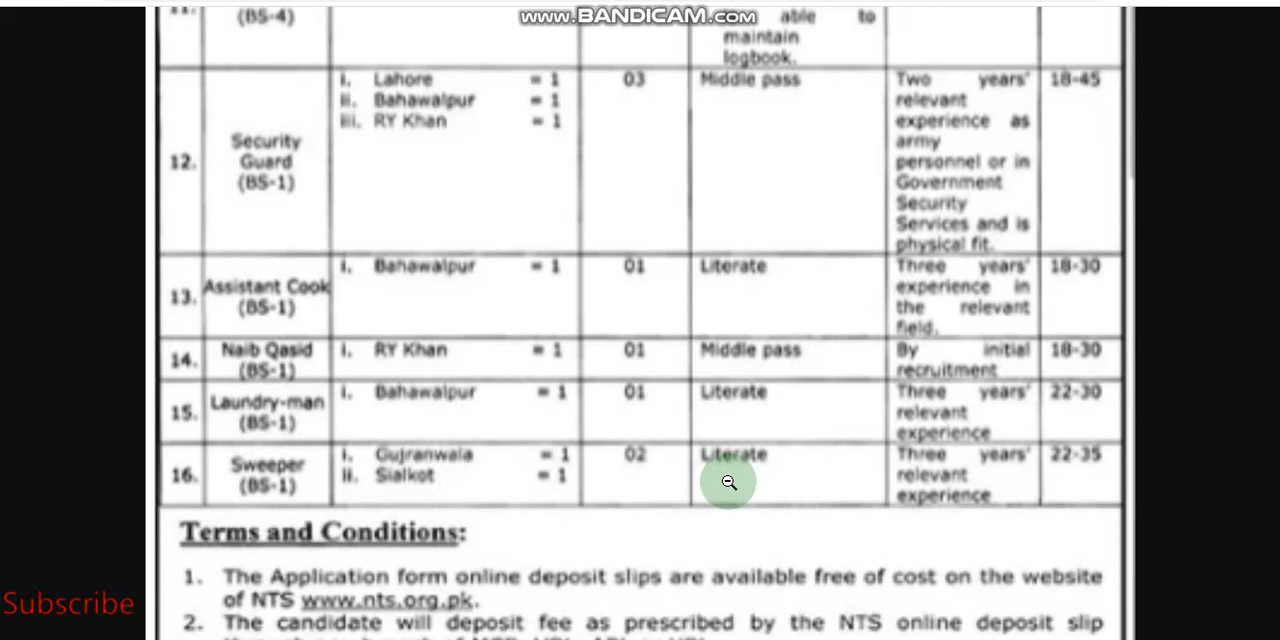 www.BANDICAM.com
11.
(BS-4)
able to
maintain
logbook.
12.
Security
Guard
(BS-1)
i. Lahore = 1
ii. Bahawalpur = 1
iii. RY Khan = 1
03
Middle pass
Two years'
relevant
experience as
army
personnel or in
Government
Security
Services and is
physical fit.
18-45
13.
Assistant Cook
(BS-1)
i. Bahawalpur = 1
01
Literate
Three years'
experience in
the relevant
field.
18-30
14.
Naib Qasid
(BS-1)
i. RY Khan = 1
01
Middle pass
By initial
recruitment
18-30
15.
Laundry-man
(BS-1)
i. Bahawalpur = 1
01
Literate
Three years'
relevant
experience
22-30
16.
Sweeper
(BS-1)
i. Gujranwala = 1
ii. Sialkot = 1
02
Literate
Three years'
relevant
experience
22-35
Terms and Conditions:
1. The Application form online deposit slips are available free of cost on the website
of NTS www.nts.org.pk.
2. The candidate will deposit fee as prescribed by the NTS online deposit slip
Subscribe